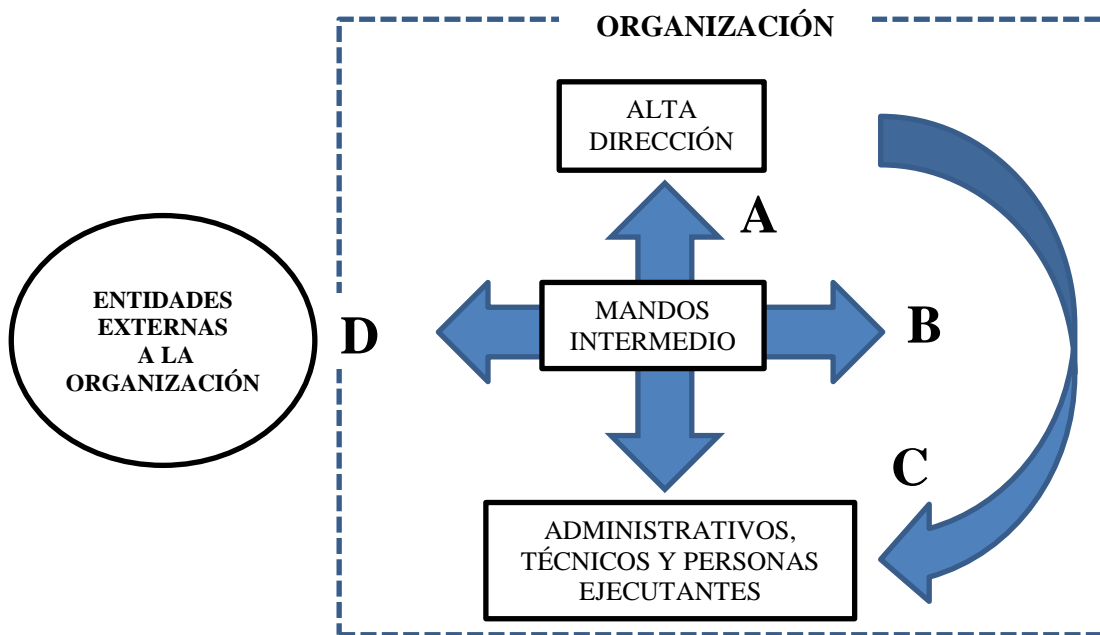 ORGANIZACIÓN
ALTA
DIRECCIÓN
A
ENTIDADES
EXTERNAS
A LA
ORGANIZACIÓN
D
MANDOS
INTERMEDIO
B
C
ADMINISTRATIVOS,
TÉCNICOS Y PERSONAS
EJECUTANTES